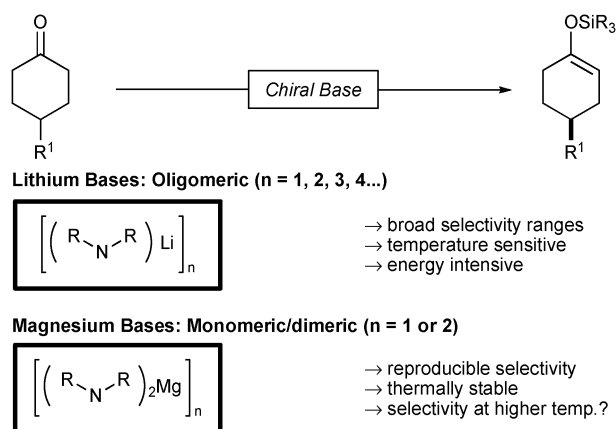 O
OSiR3
Chiral Base
R1
R1
Lithium Bases: Oligomeric (n = 1, 2, 3, 4...)
[( R N R ) Li]n
→ broad selectivity ranges
→ temperature sensitive
→ energy intensive
Magnesium Bases: Monomeric/dimeric (n = 1 or 2)
[( R N R )2Mg]n
→ reproducible selectivity
→ thermally stable
→ selectivity at higher temp.?